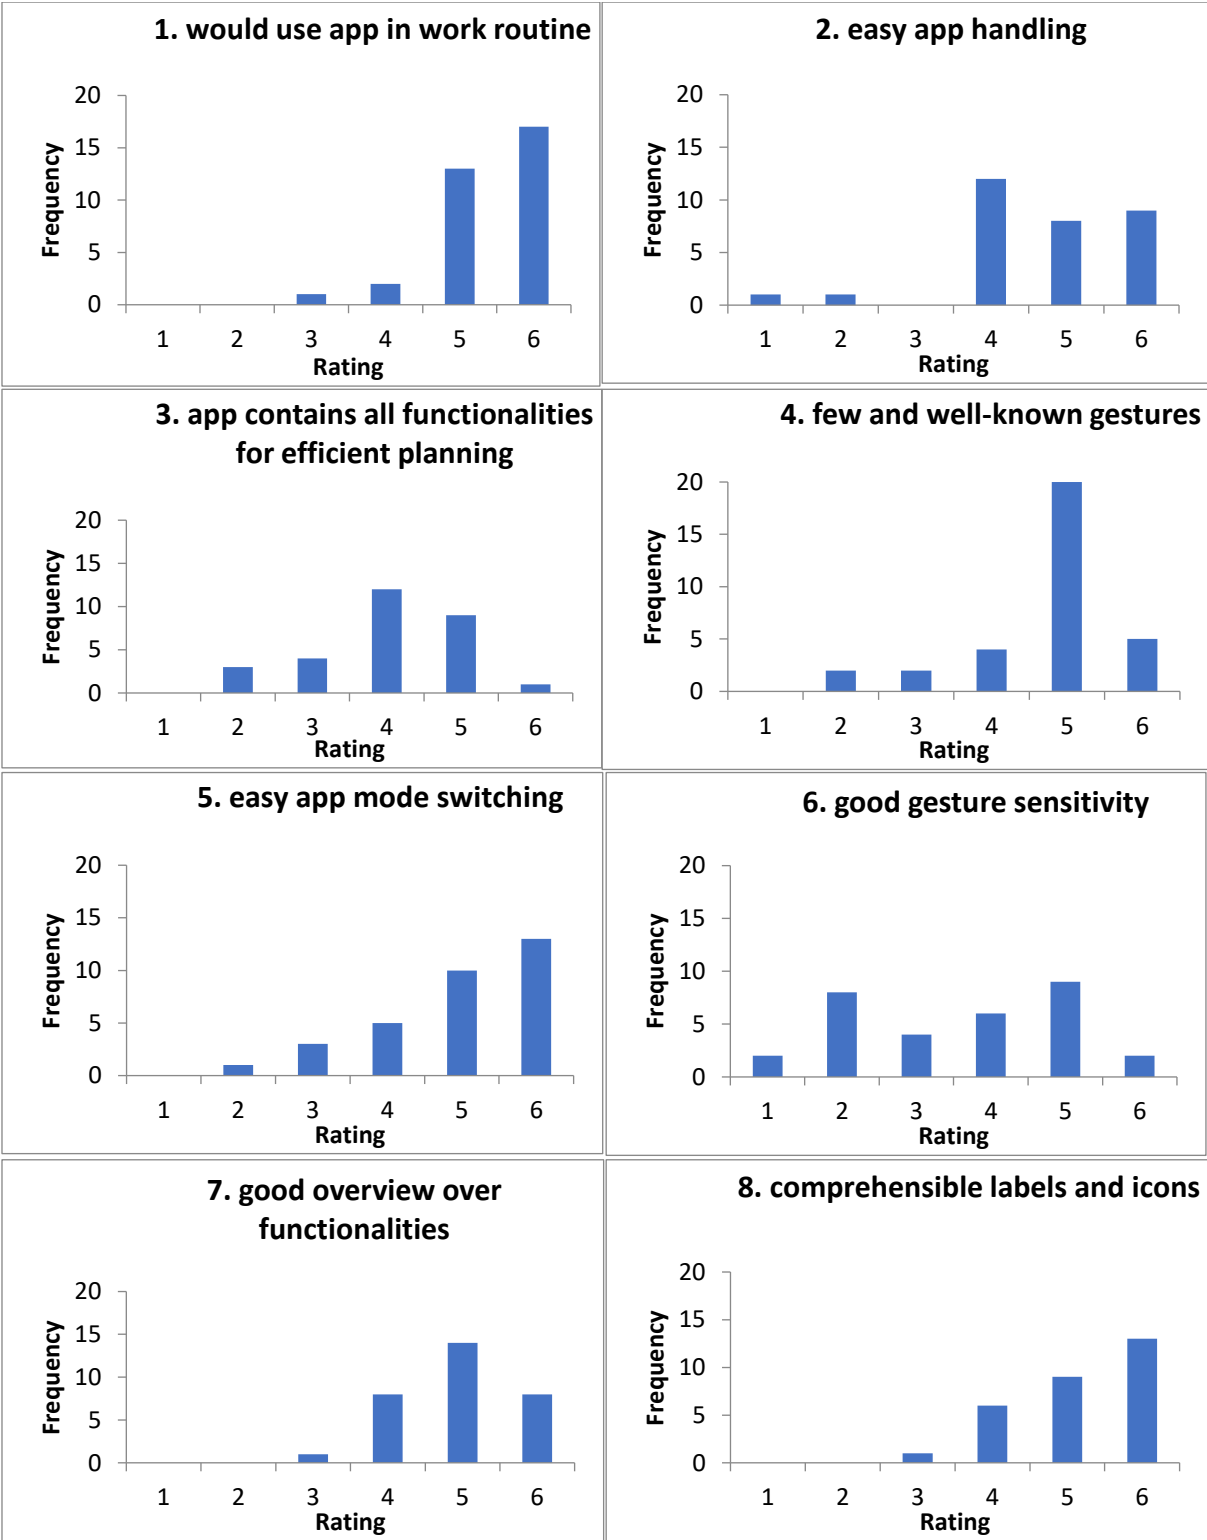 1. would use app in work routine
20
15
10
5
0
Frequency
1 2 3 4 5 6
Rating
2. easy app handling
20
15
10
5
0
Frequency
1 2 3 4 5 6
Rating
3. app contains all functionalities
for efficient planning
20
15
10
5
0
Frequency
1 2 3 4 5 6
Rating
4. few and well-known gestures
20
15
10
5
0
Frequency
1 2 3 4 5 6
Rating
5. easy app mode switching
20
15
10
5
0
Frequency
1 2 3 4 5 6
Rating
6. good gesture sensitivity
20
15
10
5
0
Frequency
1 2 3 4 5 6
Rating
7. good overview over
functionalities
20
15
10
5
0
Frequency
1 2 3 4 5 6
Rating
8. comprehensible labels and icons
20
15
10
5
0
Frequency
1 2 3 4 5 6
Rating